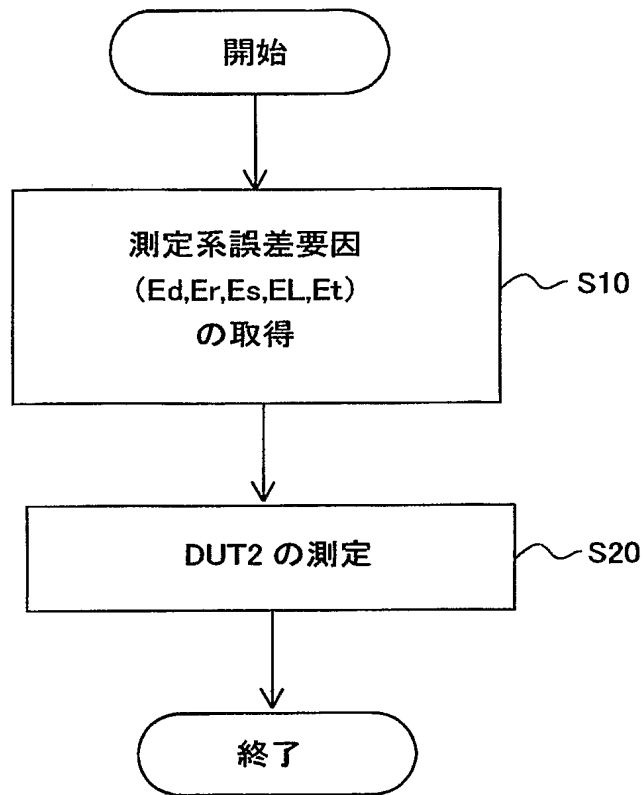 開始
測定系誤差要因
(Ed,Er,Es,EL,Et)
の取得
S10
DUT2 の測定
S20
終了